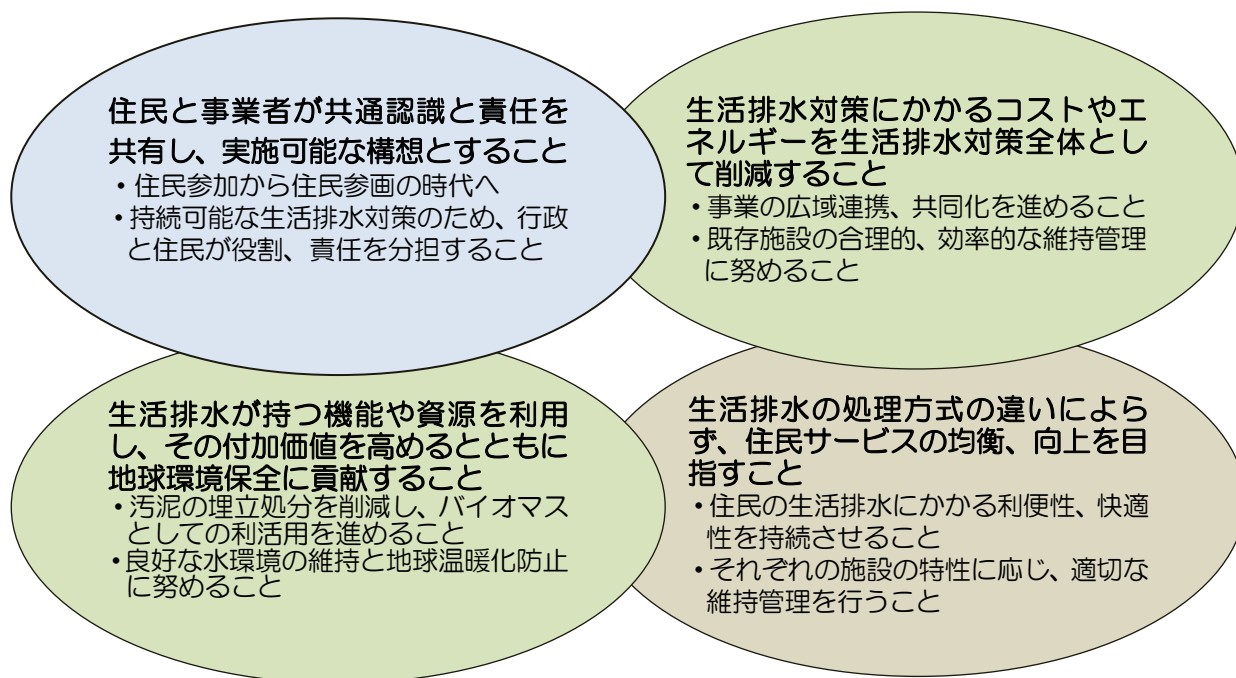 住民と事業者が共通認識と責任を
共有し、実施可能な構想とすること
・住民参加から住民参画の時代へ
・持続可能な生活排水対策のため、行政
と住民が役割、責任を分担すること
生活排水対策にかかるコストやエ
ネルギーを生活排水対策全体とし
て削減すること
・事業の広域連携、共同化を進めること
・既存施設の合理的、効率的な維持管理
に努めること
生活排水が持つ機能や資源を利用
し、その付加価値を高めるとともに
地球環境保全に貢献すること
・汚泥の埋立処分を削減し、バイオマス
としての利活用を進めること
・良好な水環境の維持と地球温暖化防止
に努めること
生活排水の処理方式の違いによら
ず、住民サービスの均衡、向上を目
指すこと
・住民の生活排水にかかる利便性、快適
性を持続させること
・それぞれの施設の特性に応じ、適切な
維持管理を行うこと